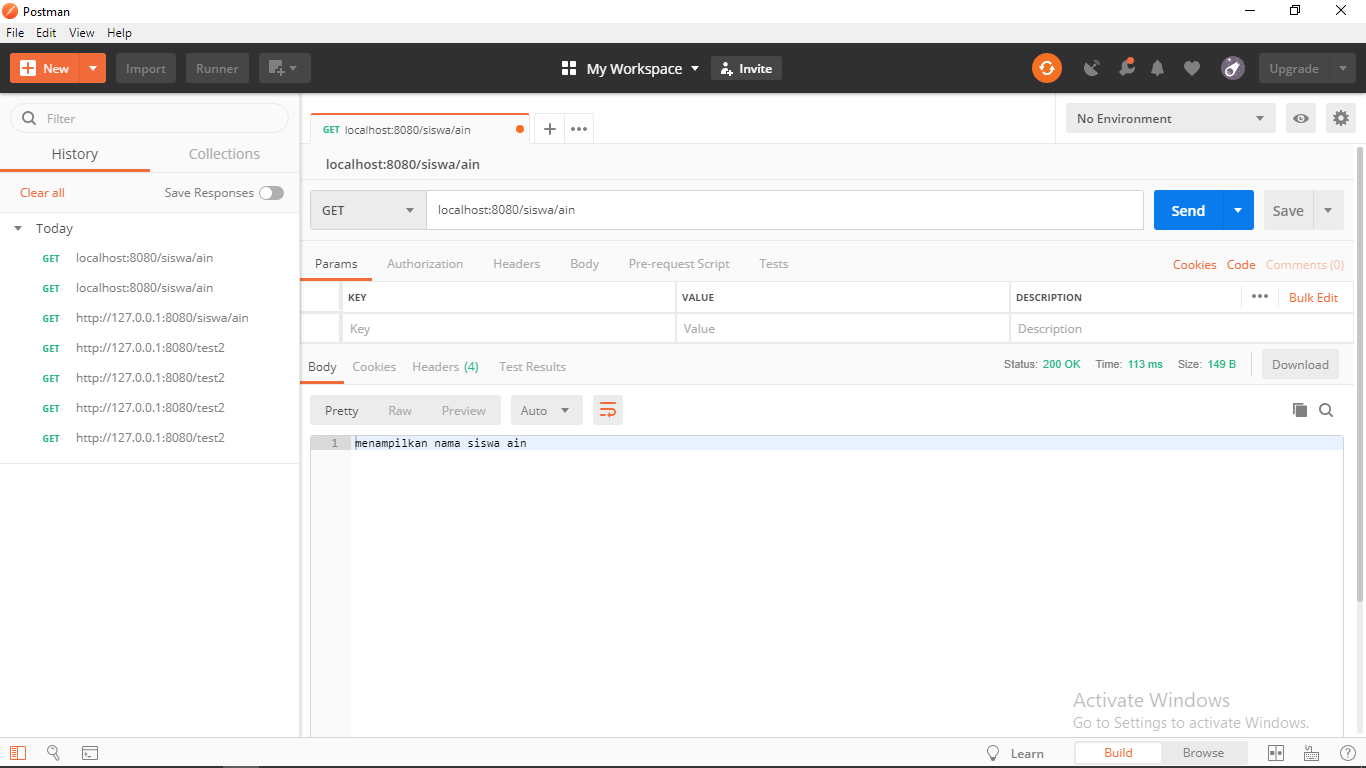 Postman
File Edit View Help
New Import Runner My Workspace Invite Upgrade
Filter
History Collections
Clear all Save Responses
Today
GET localhost:8080/siswa/ain
GET localhost:8080/siswa/ain
GET http://127.0.0.1:8080/siswa/ain
GET http://127.0.0.1:8080/test2
GET http://127.0.0.1:8080/test2
GET http://127.0.0.1:8080/test2
GET http://127.0.0.1:8080/test2
GET localhost:8080/siswa/ain
No Environment
localhost:8080/siswa/ain
GET localhost:8080/siswa/ain Send Save
Params Authorization Headers Body Pre-request Script Tests Cookies Code Comments (0)
KEY VALUE DESCRIPTION Bulk Edit
Key Value Description
Body Cookies Headers (4) Test Results Status: 200 OK Time: 113 ms Size: 149 B Download
Pretty Raw Preview Auto
1 menampilkan nama siswa ain
Activate Windows
Go to Settings to activate Windows.
Learn Build Browse